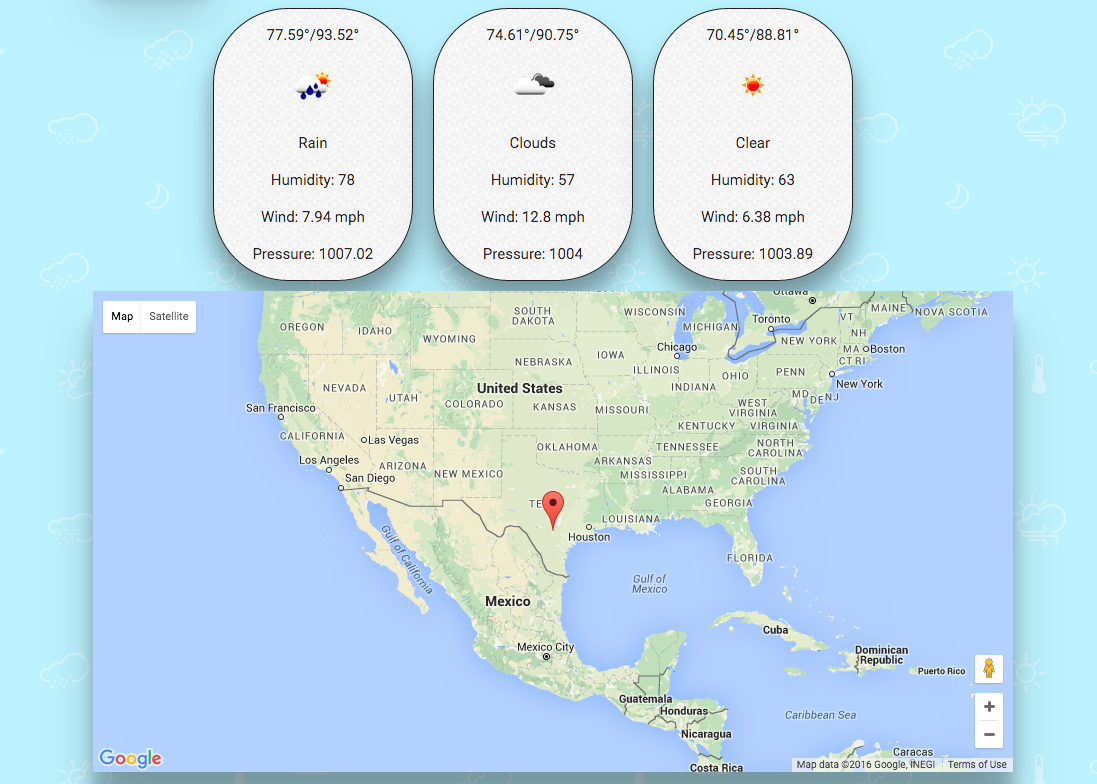 77.59°/93.52°
Rain
Humidity: 78
Wind: 7.94 mph
Pressure: 1007.02
74.61°/90.75°
Clouds
Humidity: 57
Wind: 12.8 mph
Pressure: 1004
70.45°/88.81°
Clear
Humidity: 63
Wind: 6.38 mph
Pressure: 1003.89
Map
Satellite
Ottawa
MAINE
NOVA SCOTIA
OREGON
IDAHO
SOUTH
DAKOTA
WISCONSIN
MICHIGAN
Toronto
VT
NH
WYOMING
NEW YORK
Chicago
IOWA
MA
Boston
NEBRASKA
CT
RI
ILLINOIS
OHIO
PENN
NEVADA
UTAH
United States
INDIANA
New York
COLORADO
KANSAS
MISSOURI
WEST
VIRGINIA
MD
DE
NJ
San Francisco
CALIFORNIA
Las Vegas
KENTUCKY
VIRGINIA
OKLAHOMA
TENNESSEE
NORTH
CAROLINA
Los Angeles
ARIZONA
NEW MEXICO
ARKANSAS
MISSISSIPPI
SOUTH
CAROLINA
San Diego
ALABAMA
GEORGIA
TE
LOUISIANA
Houston
Gulf of California
FLORIDA
Gulf of
Mexico
Mexico
Cuba
Mexico City
Dominican
Republic
Puerto Rico
Guatemala
Honduras
Caribbean Sea
Nicaragua
Caracas
Costa Rica
Google
Map data ©2016 Google, INEGI
Terms of Use